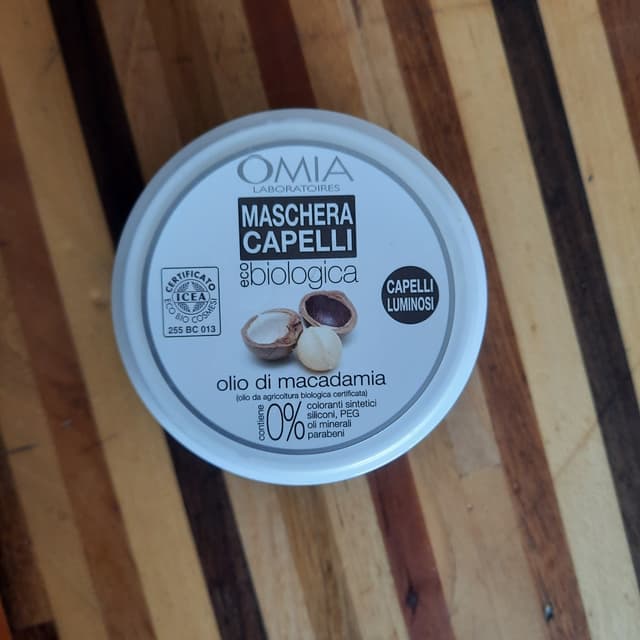 OMIA
LABORATOIRES
MASCHERA
CAPELLI
eco biologica
CERTIFICATO
ICEA
ECO BIO COSMESI
255 BC 013
CAPELLI
LUMINOSI
olio di macadamia
(olio da agricoltura biologica certificata)
contiene 0%
coloranti sintetici
siliconi, PEG
oli minerali
parabeni